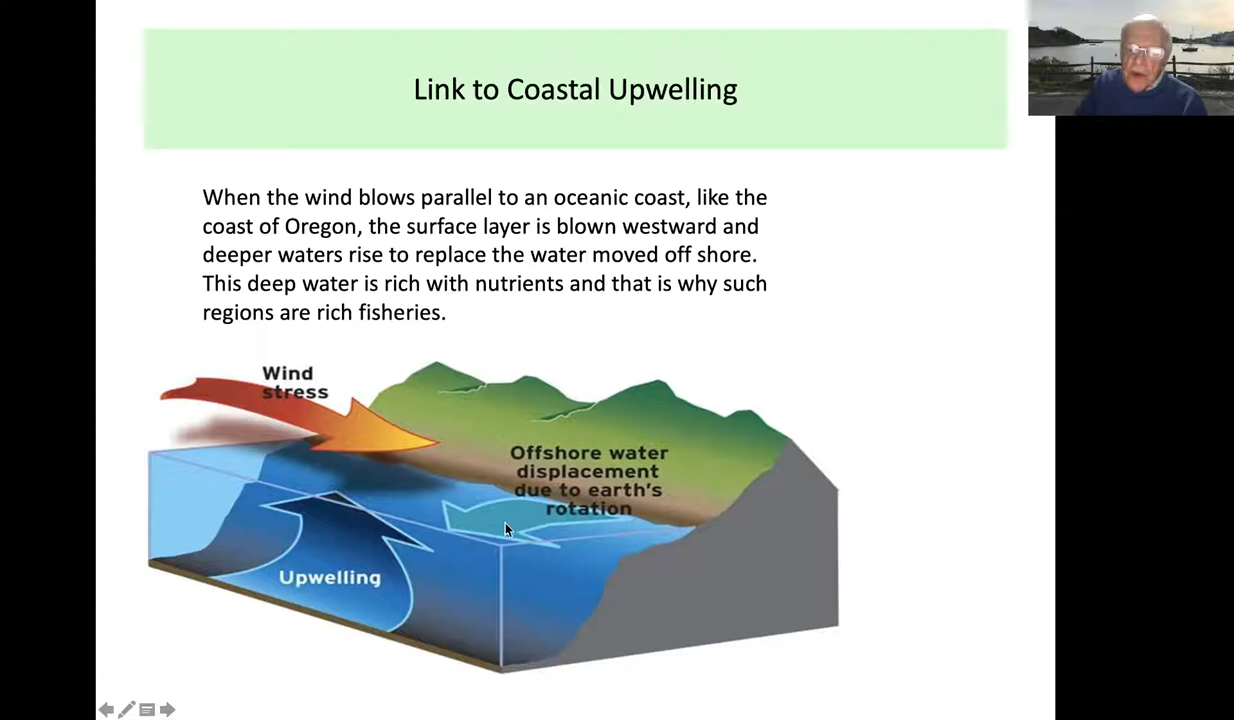 Link to Coastal Upwelling
When the wind blows parallel to an oceanic coast, like the
coast of Oregon, the surface layer is blown westward and
deeper waters rise to replace the water moved off shore.
This deep water is rich with nutrients and that is why such
regions are rich fisheries.
Wind
stress
Offshore water
displacement
due to earth's
rotation
Upwelling